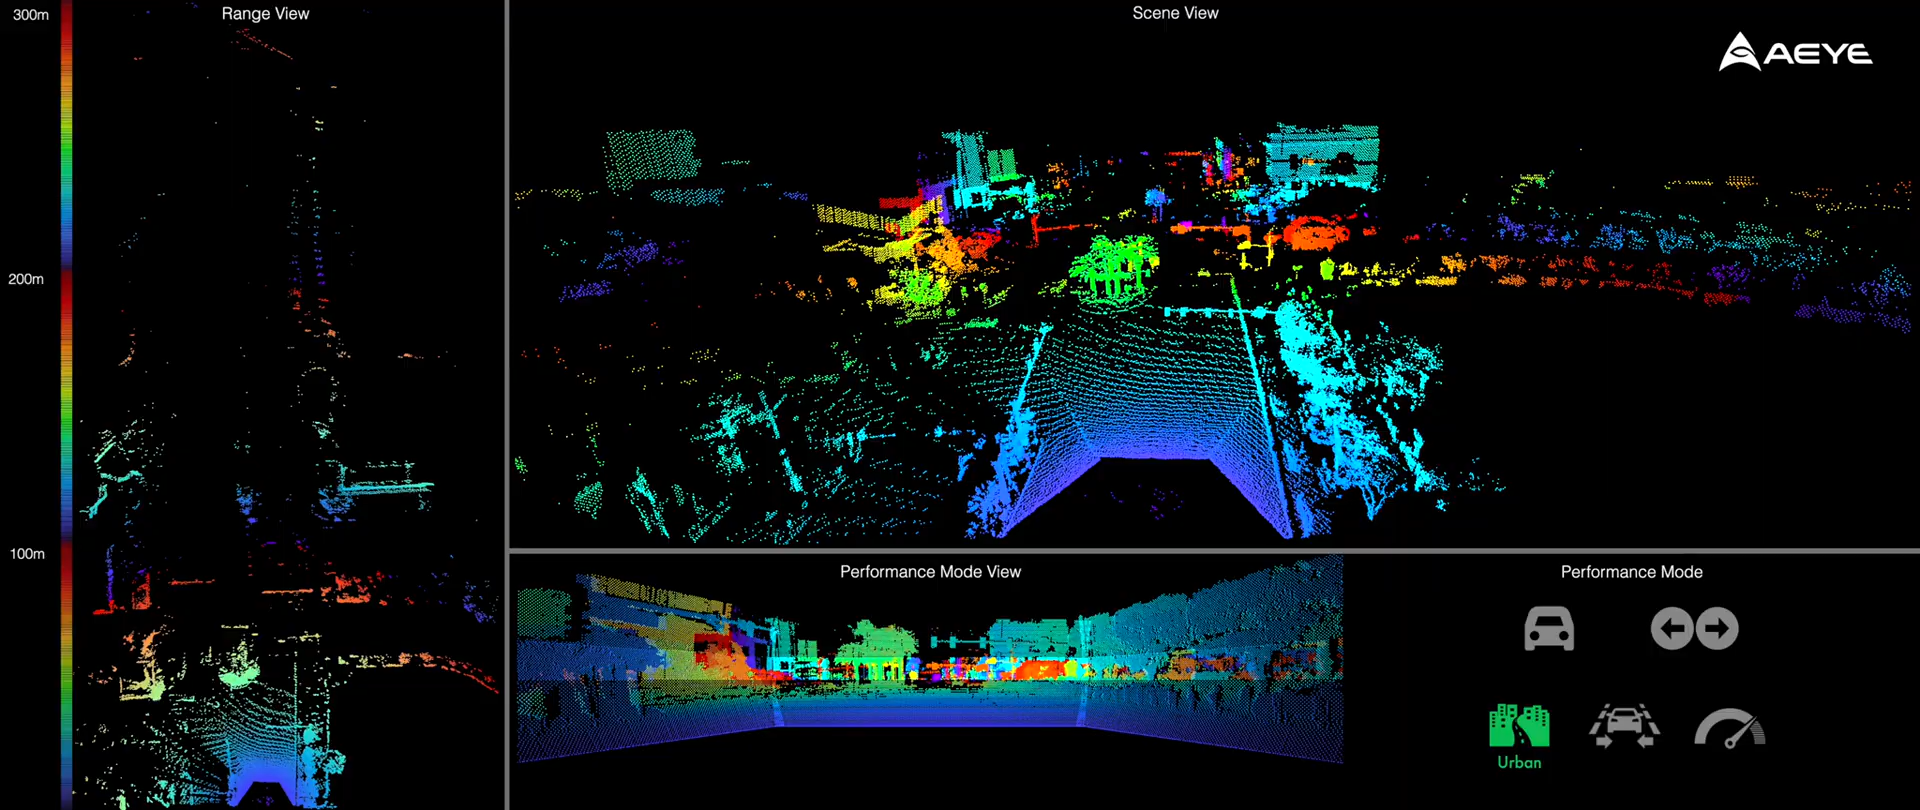 Range View
300m
200m
100m
Scene View
AEYE
Performance Mode View
Performance Mode
Urban